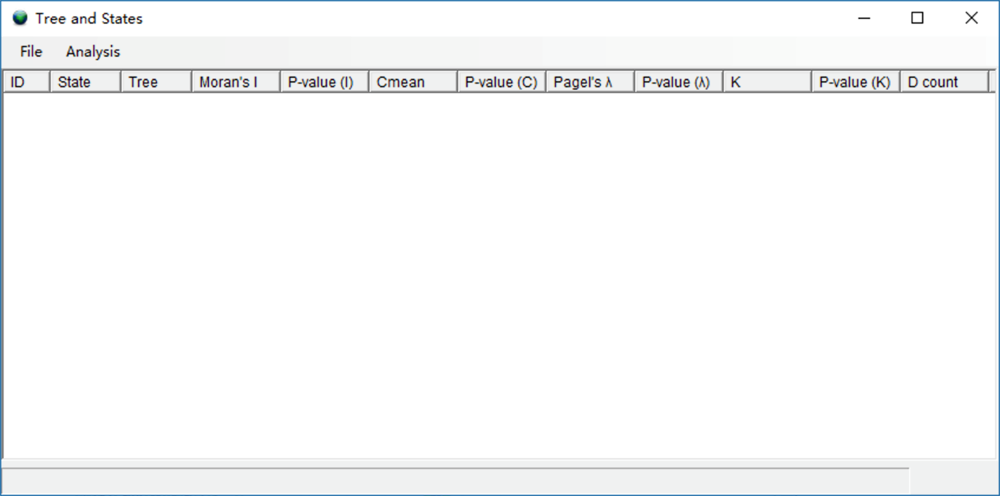 Tree and States
File Analysis
ID State Tree Moran's I P-value (I) Cmean P-value (C) Pagel's λ P-value (λ) K P-value (K) D count